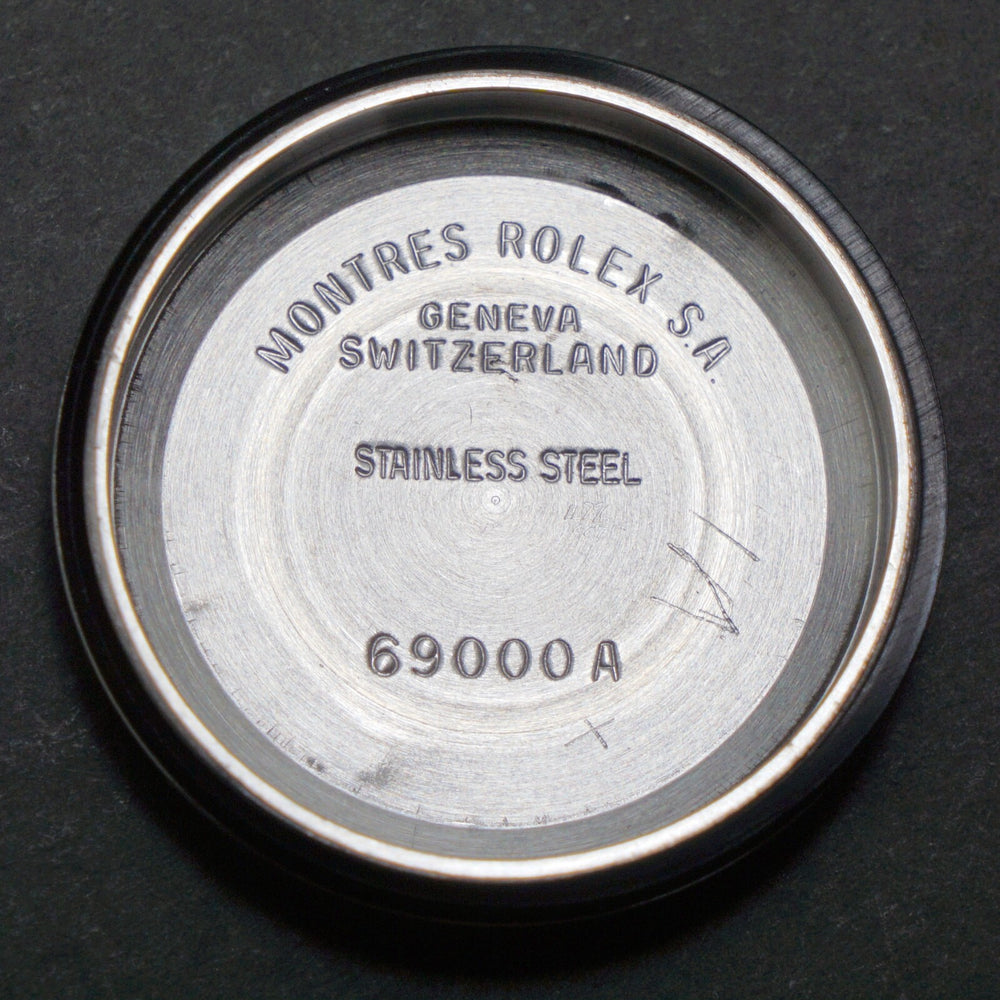 MONTRES ROLEX S.A.
GENEVA
SWITZERLAND
STAINLESS STEEL
69000 A